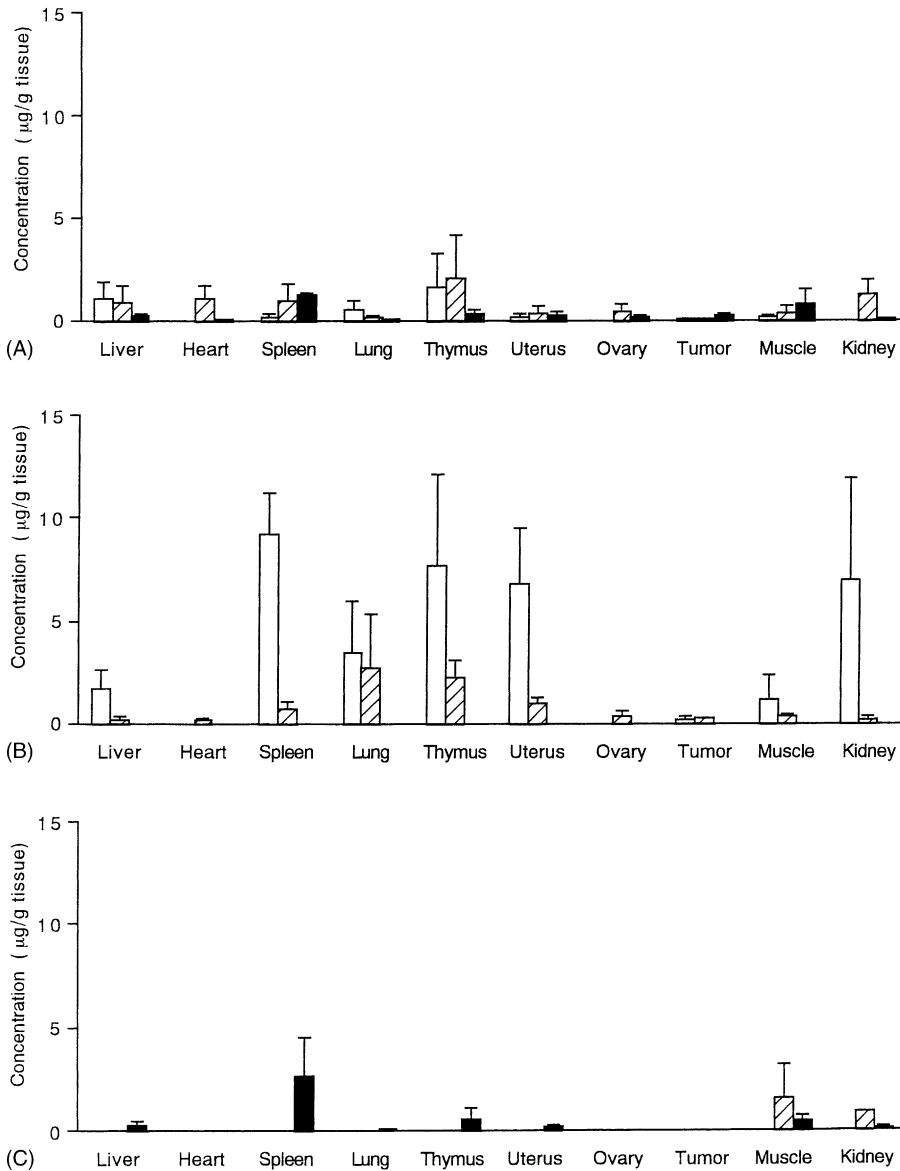 15
10
5
0
Concentration ( μg/g tissue)
(A)
Liver Heart Spleen Lung Thymus Uterus Ovary Tumor Muscle Kidney
15
10
5
0
Concentration ( μg/g tissue)
(B)
Liver Heart Spleen Lung Thymus Uterus Ovary Tumor Muscle Kidney
15
10
5
0
Concentration ( μg/g tissue)
(C)
Liver Heart Spleen Lung Thymus Uterus Ovary Tumor Muscle Kidney